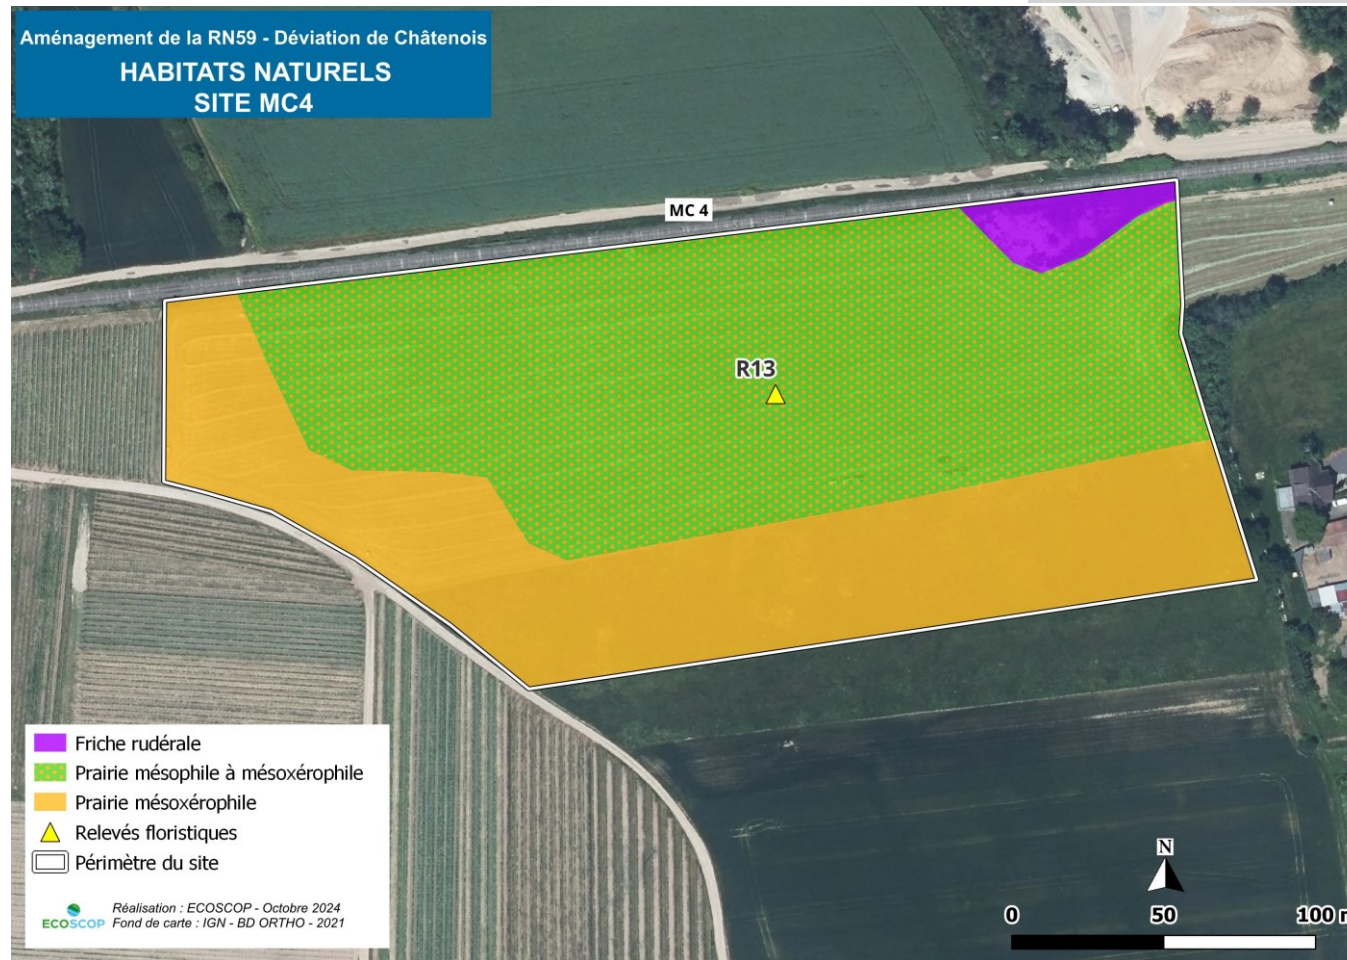 Aménagement de la RN59 - Déviation de Châtenois
HABITATS NATURELS
SITE MC4
MC 4
R13
Friche rudérale
Prairie mésophile à mésoxérophile
Prairie mésoxérophile
Relevés floristiques
Périmètre du site
Réalisation : ECOSCOP - Octobre 2024
ECOSCOP Fond de carte : IGN - BD ORTHO - 2021
N
0 50 100 m